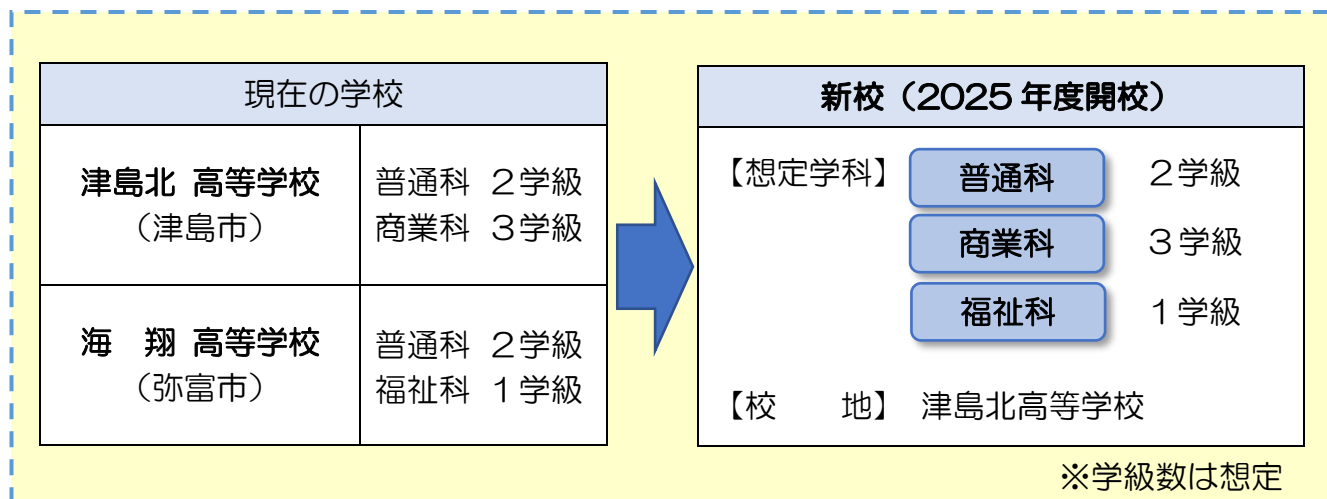 現在の学校
津島北 高等学校
（津島市）
普通科 ２学級
商業科 ３学級
海　翔 高等学校
（弥富市）
普通科 ２学級
福祉科 １学級
新校（2025 年度開校）
【想定学科】 普通科 ２学級
商業科 ３学級
福祉科 １学級
【校　　地】 津島北高等学校
※学級数は想定